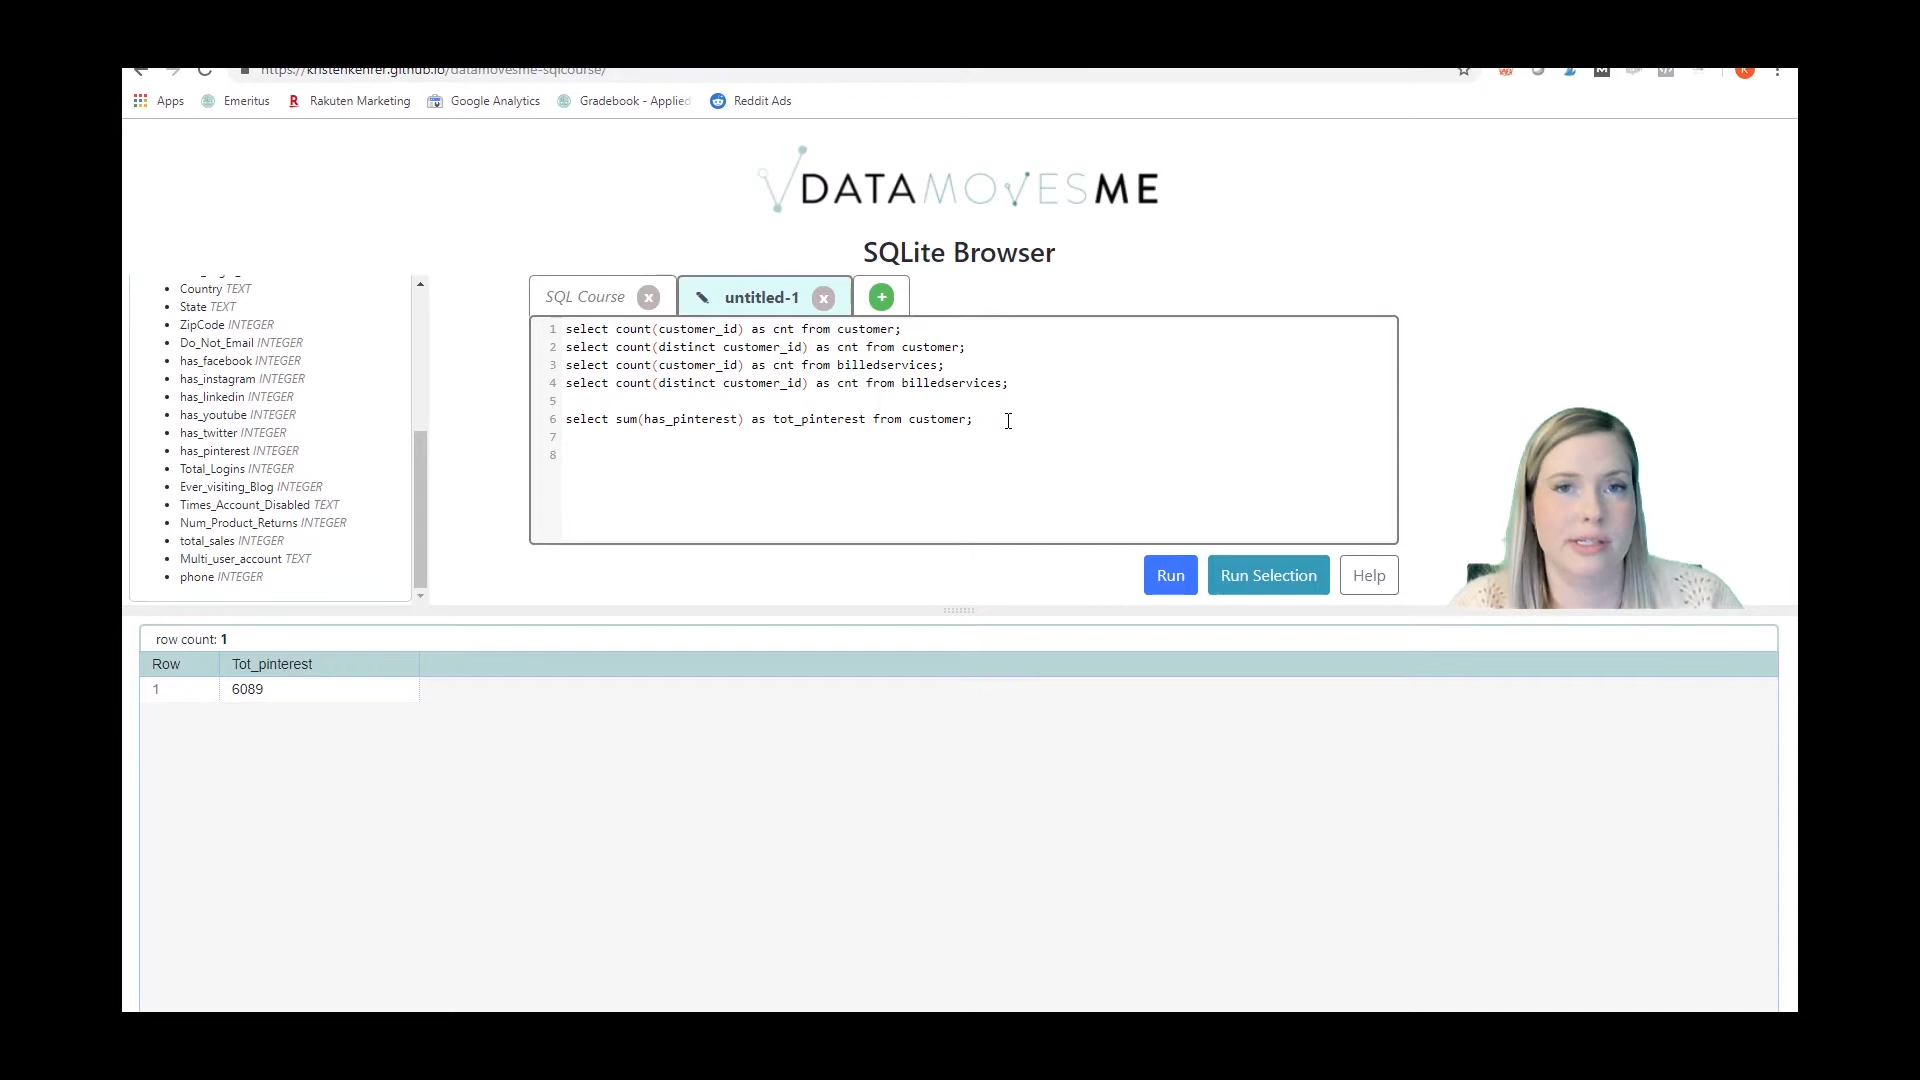 https://kristenkehrer.github.io/datamovesme-sqlcourse/
Apps Emeritus Rakuten Marketing Google Analytics Gradebook - Applied Reddit Ads
DATAMOVESME
SQLite Browser
Country TEXT
State TEXT
ZipCode INTEGER
Do_Not_Email INTEGER
has_facebook INTEGER
has_instagram INTEGER
has_linkedin INTEGER
has_youtube INTEGER
has_twitter INTEGER
has_pinterest INTEGER
Total_Logins INTEGER
Ever_visiting_Blog INTEGER
Times_Account_Disabled TEXT
Num_Product_Returns INTEGER
total_sales INTEGER
Multi_user_account TEXT
phone INTEGER
SQL Course x untitled-1 x +
1 select count(customer_id) as cnt from customer;
2 select count(distinct customer_id) as cnt from customer;
3 select count(customer_id) as cnt from billedservices;
4 select count(distinct customer_id) as cnt from billedservices;
5
6 select sum(has_pinterest) as tot_pinterest from customer;
7
8
Run Run Selection Help
row count: 1
Row Tot_pinterest
1 6089